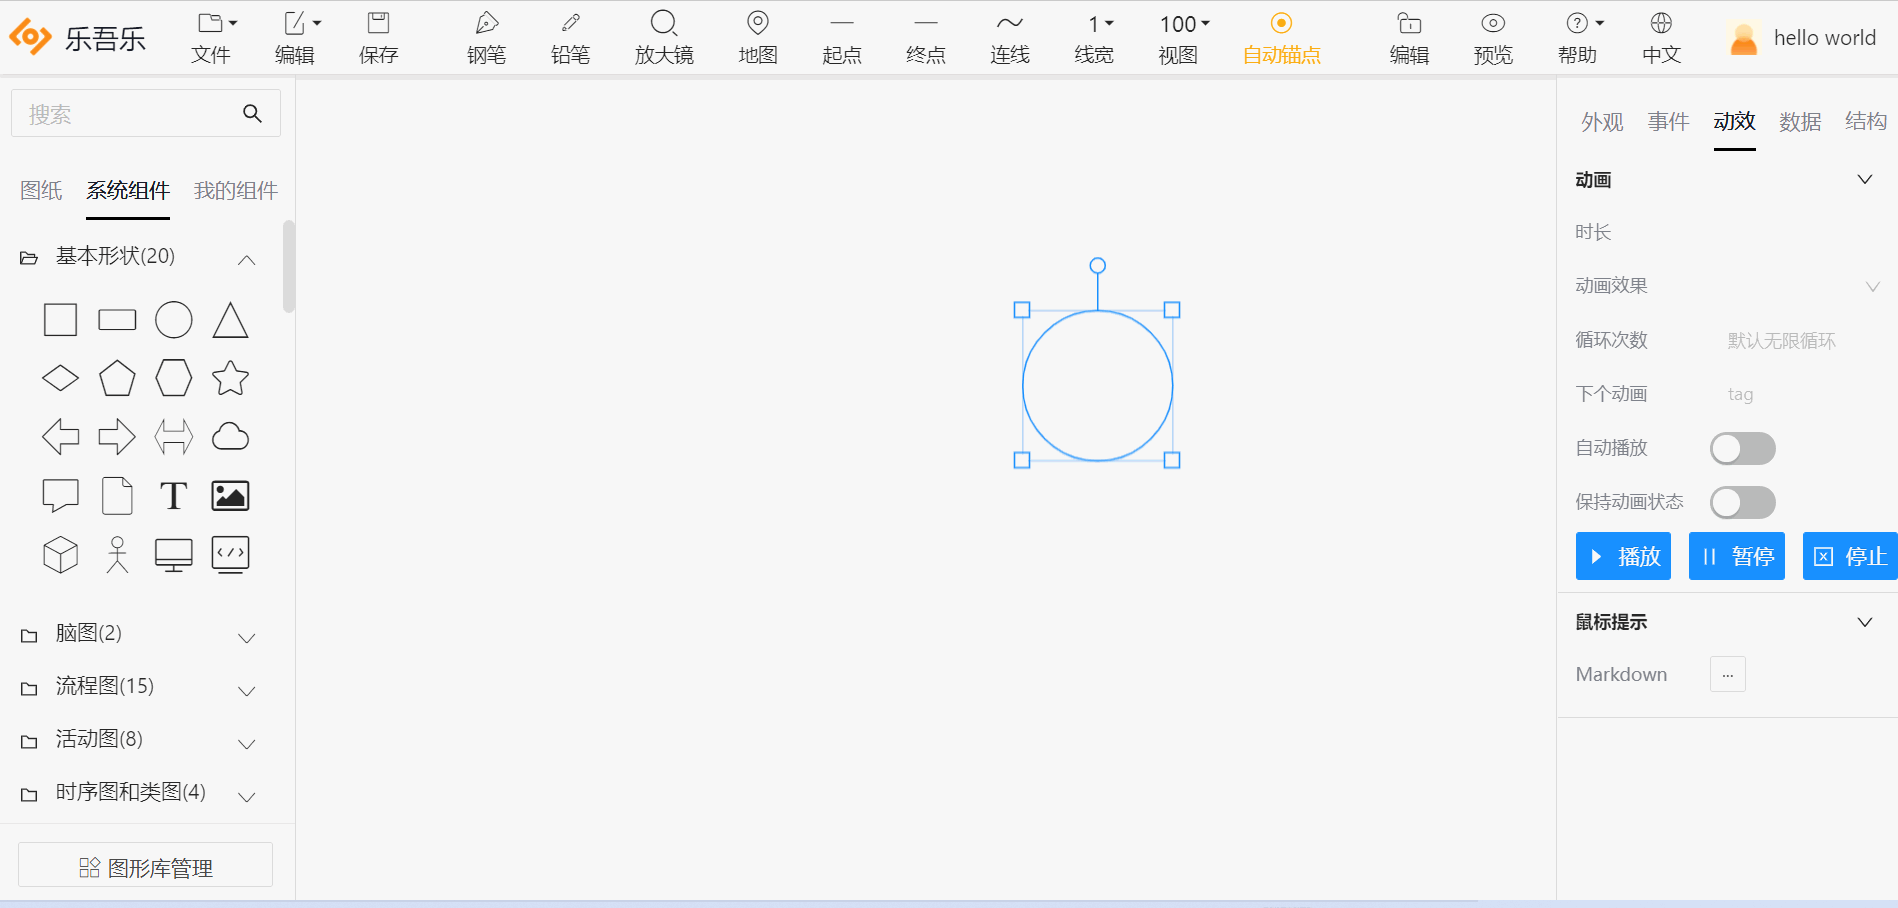 乐吾乐
文件
编辑
保存
钢笔
铅笔
放大镜
地图
起点
终点
连线
1
线宽
100
视图
自动锚点
编辑
预览
帮助
中文
hello world
搜索
图纸 系统组件 我的组件
基本形状(20)
T
脑图(2)
流程图(15)
活动图(8)
时序图和类图(4)
图形库管理
外观 事件 动效 数据 结构
动画
时长
动画效果
循环次数 默认无限循环
下个动画 tag
自动播放
保持动画状态
播放 暂停 停止
鼠标提示
Markdown ...